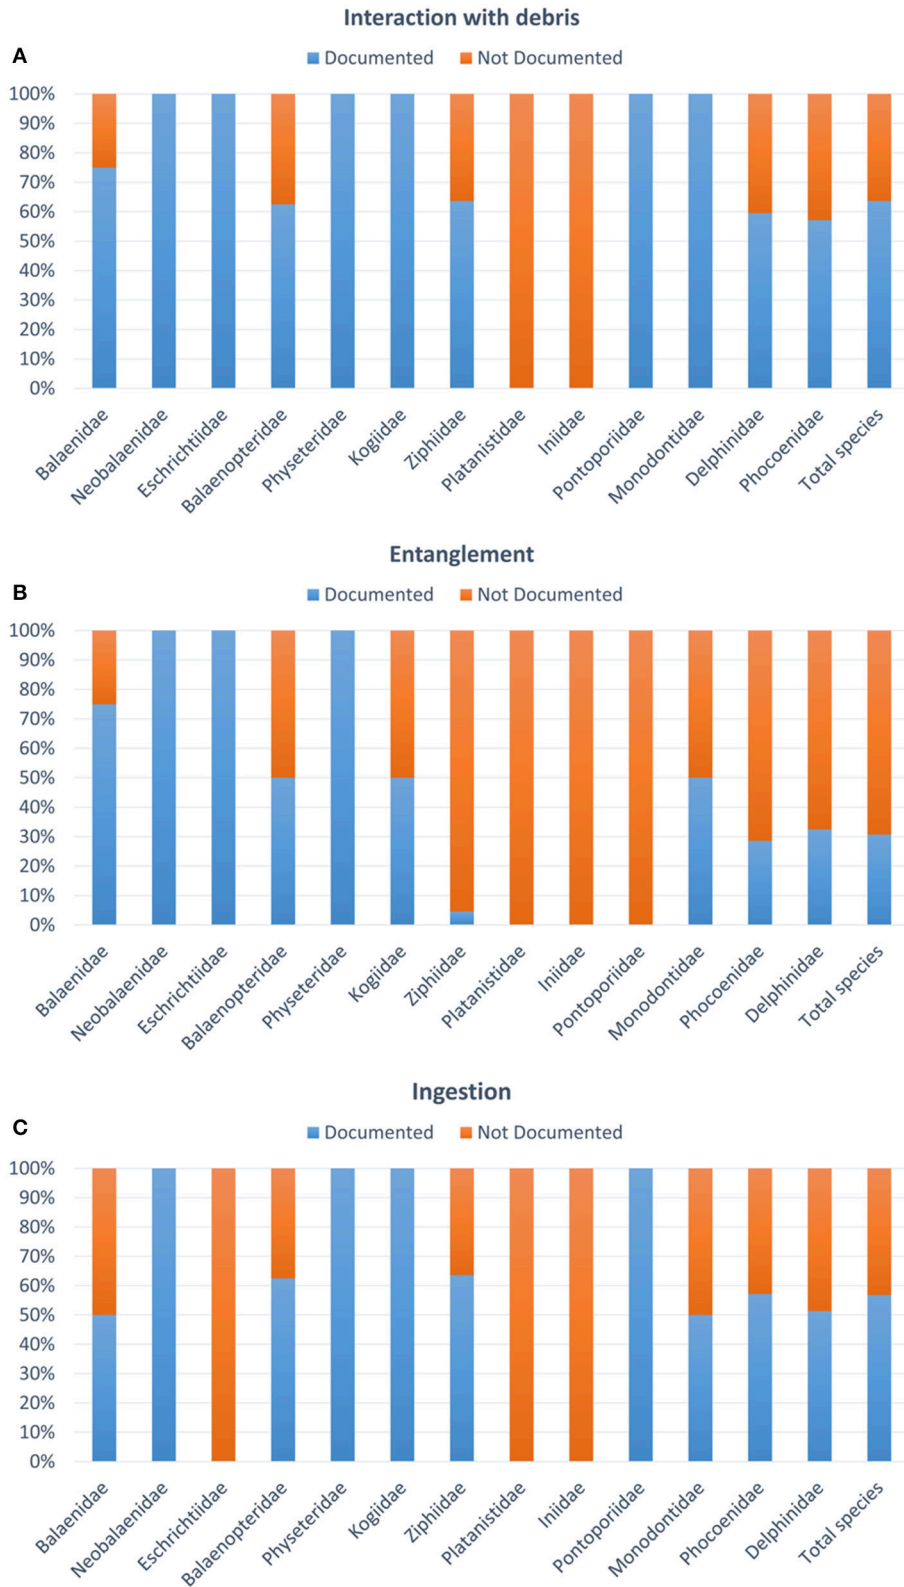 Interaction with debris
A
Documented Not Documented
100%
90%
80%
70%
60%
50%
40%
30%
20%
10%
0%
Balaenidae
Neobalaenidae
Eschrichtiidae
Balaenopteridae
Physeteridae
Kogiidae
Ziphiidae
Platanistidae
Iniidae
Pontoporiidae
Monodontidae
Delphinidae
Phocoenidae
Total species
Entanglement
B
Documented Not Documented
100%
90%
80%
70%
60%
50%
40%
30%
20%
10%
0%
Balaenidae
Neobalaenidae
Eschrichtiidae
Balaenopteridae
Physeteridae
Kogiidae
Ziphiidae
Platanistidae
Iniidae
Pontoporiidae
Monodontidae
Phocoenidae
Delphinidae
Total species
Ingestion
C
Documented Not Documented
100%
90%
80%
70%
60%
50%
40%
30%
20%
10%
0%
Balaenidae
Neobalaenidae
Eschrichtiidae
Balaenopteridae
Physeteridae
Kogiidae
Ziphiidae
Platanistidae
Iniidae
Pontoporiidae
Monodontidae
Phocoenidae
Delphinidae
Total species